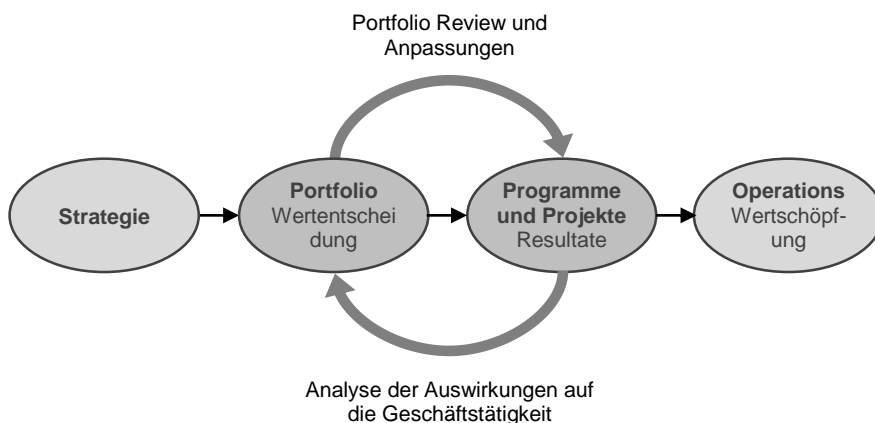 Portfolio Review und
Anpassungen
Strategie
Portfolio
Wertentschei
dung
Programme
und Projekte
Resultate
Operations
Wertschöpf-
ung
Analyse der Auswirkungen auf
die Geschäftstätigkeit